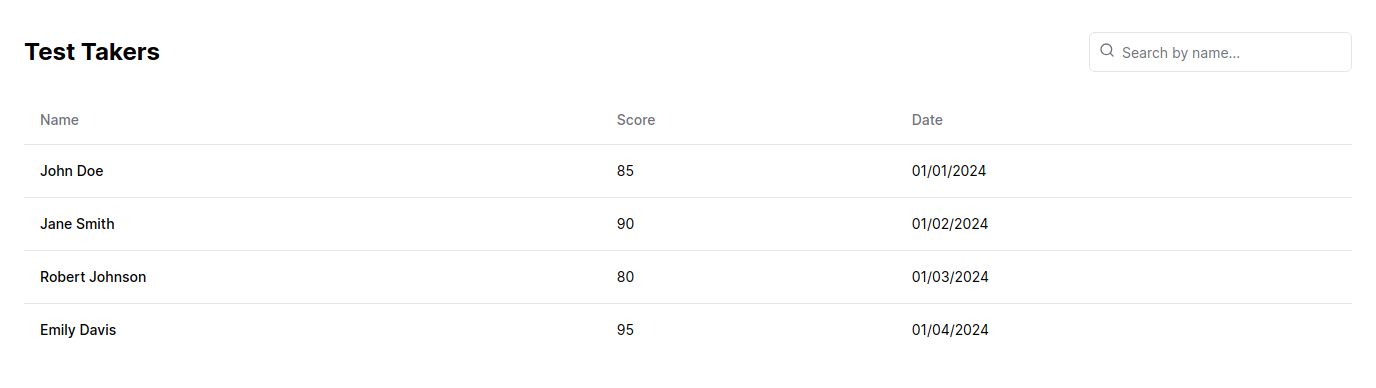 Test Takers
Search by name...
Name Score Date
John Doe 85 01/01/2024
Jane Smith 90 01/02/2024
Robert Johnson 80 01/03/2024
Emily Davis 95 01/04/2024